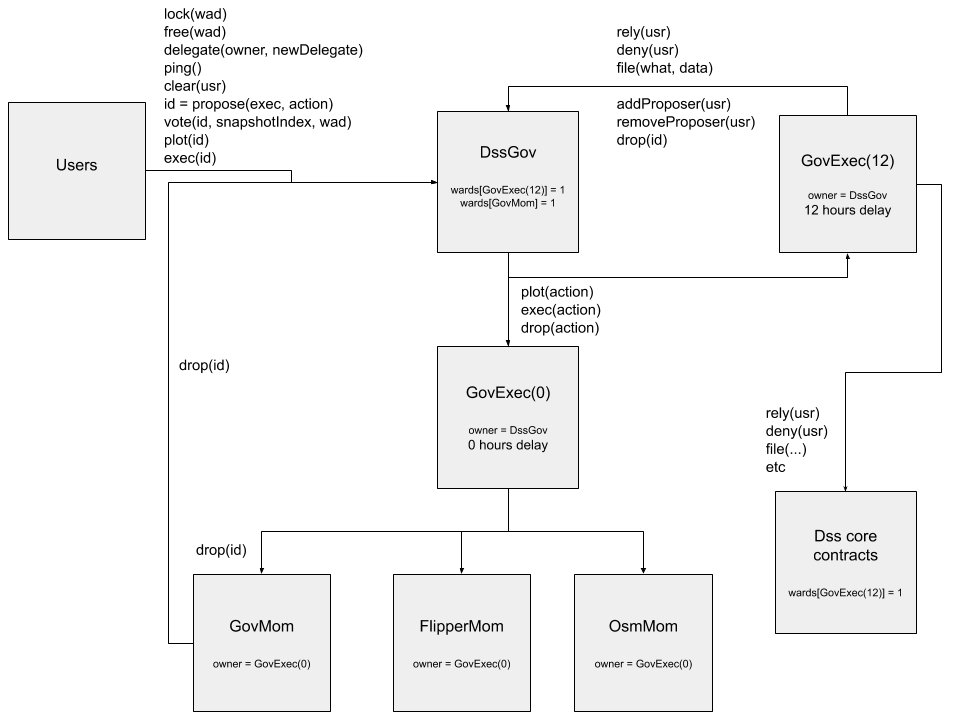 lock(wad)
free(wad)
delegate(owner, newDelegate)
ping()
clear(usr)
id = propose(exec, action)
vote(id, snapshotIndex, wad)
plot(id)
exec(id)
rely(usr)
deny(usr)
file(what, data)
addProposer(usr)
removeProposer(usr)
drop(id)
Users
DssGov
wards[GovExec(12)] = 1
wards[GovMom] = 1
GovExec(12)
owner = DssGov
12 hours delay
plot(action)
exec(action)
drop(action)
drop(id)
GovExec(0)
owner = DssGov
0 hours delay
rely(usr)
deny(usr)
file(...)
etc
Dss core
contracts
wards[GovExec(12)] = 1
drop(id)
GovMom
owner = GovExec(0)
FlipperMom
owner = GovExec(0)
OsmMom
owner = GovExec(0)